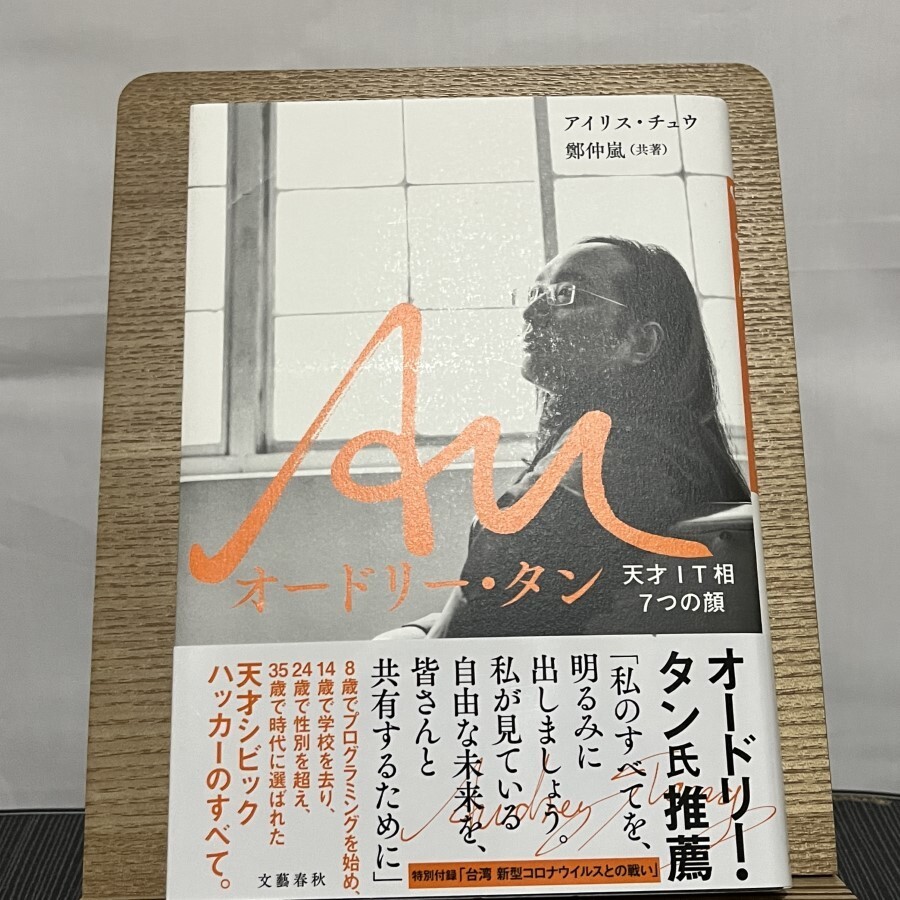 アイリス・チュウ
鄭仲嵐（共著）
Au
オードリー・タン
天才IT相
7つの顔
オードリー・
タン氏推薦
「私のすべてを、
明るみに
出しましょう。
私が見ている
自由な未来を、
皆さんと
共有するために」
Audrey Tang
8歳でプログラミングを始め、
14歳で学校を去り、
24歳で性別を超え、
35歳で時代に選ばれた
天才シビック
ハッカーのすべて。
特別付録「台湾 新型コロナウイルスとの戦い」
文藝春秋